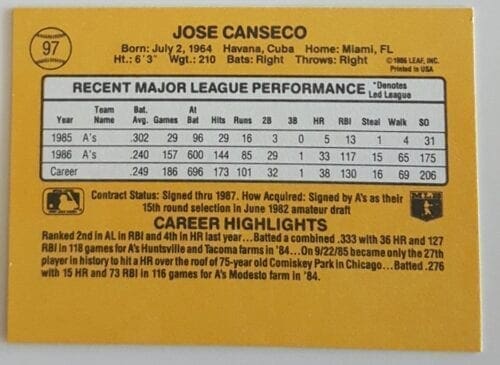 97
JOSE CANSECO
Born: July 2, 1964 Havana, Cuba Home: Miami, FL
Ht.: 6'3" Wgt.: 210 Bats: Right Throws: Right
©1986 LEAF, INC.
Printed in USA
RECENT MAJOR LEAGUE PERFORMANCE *Denotes Led League
Year Team Name Bat. Avg. Games At Bat Hits Runs 2B 3B HR RBI Steal Walk SO
1985 A's .302 29 96 29 16 3 0 5 13 1 4 31
1986 A's .240 157 600 144 85 29 1 33 117 15 65 175
Career .249 186 696 173 101 32 1 38 130 16 69 206
Contract Status: Signed thru 1987. How Acquired: Signed by A's as their
15th round selection in June 1982 amateur draft
CAREER HIGHLIGHTS
Ranked 2nd in AL in RBI and 4th in HR last year...Batted a combined .333 with 36 HR and 127
RBI in 118 games for A's Huntsville and Tacoma farms in '84...On 9/22/85 became only the 27th
player in history to hit a HR over the roof of 75-year old Comiskey Park in Chicago...Batted .276
with 15 HR and 73 RBI in 116 games for A's Modesto farm in '84.